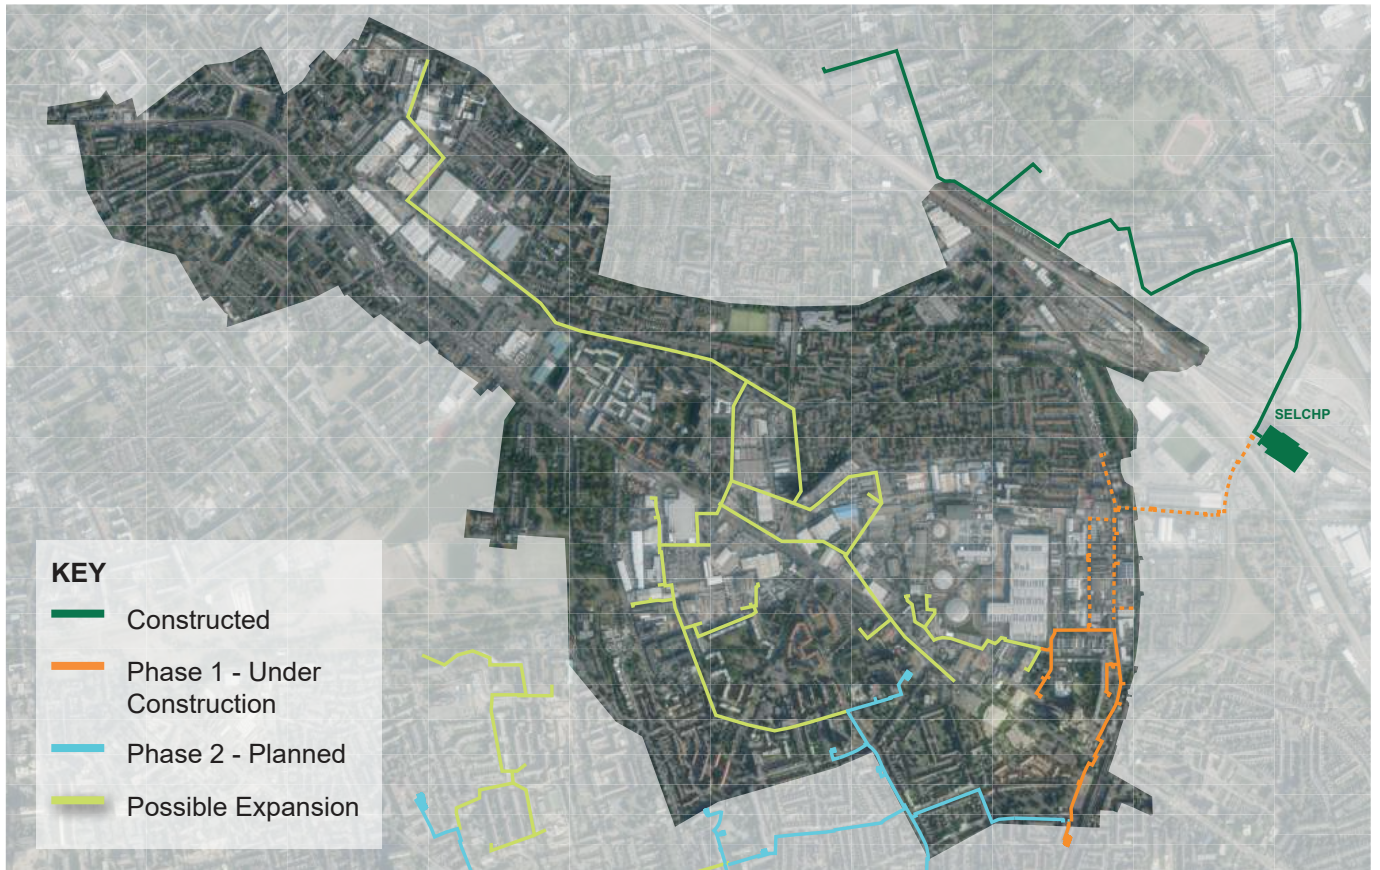 SELCHP
KEY
Constructed
Phase 1 - Under
Construction
Phase 2 - Planned
Possible Expansion